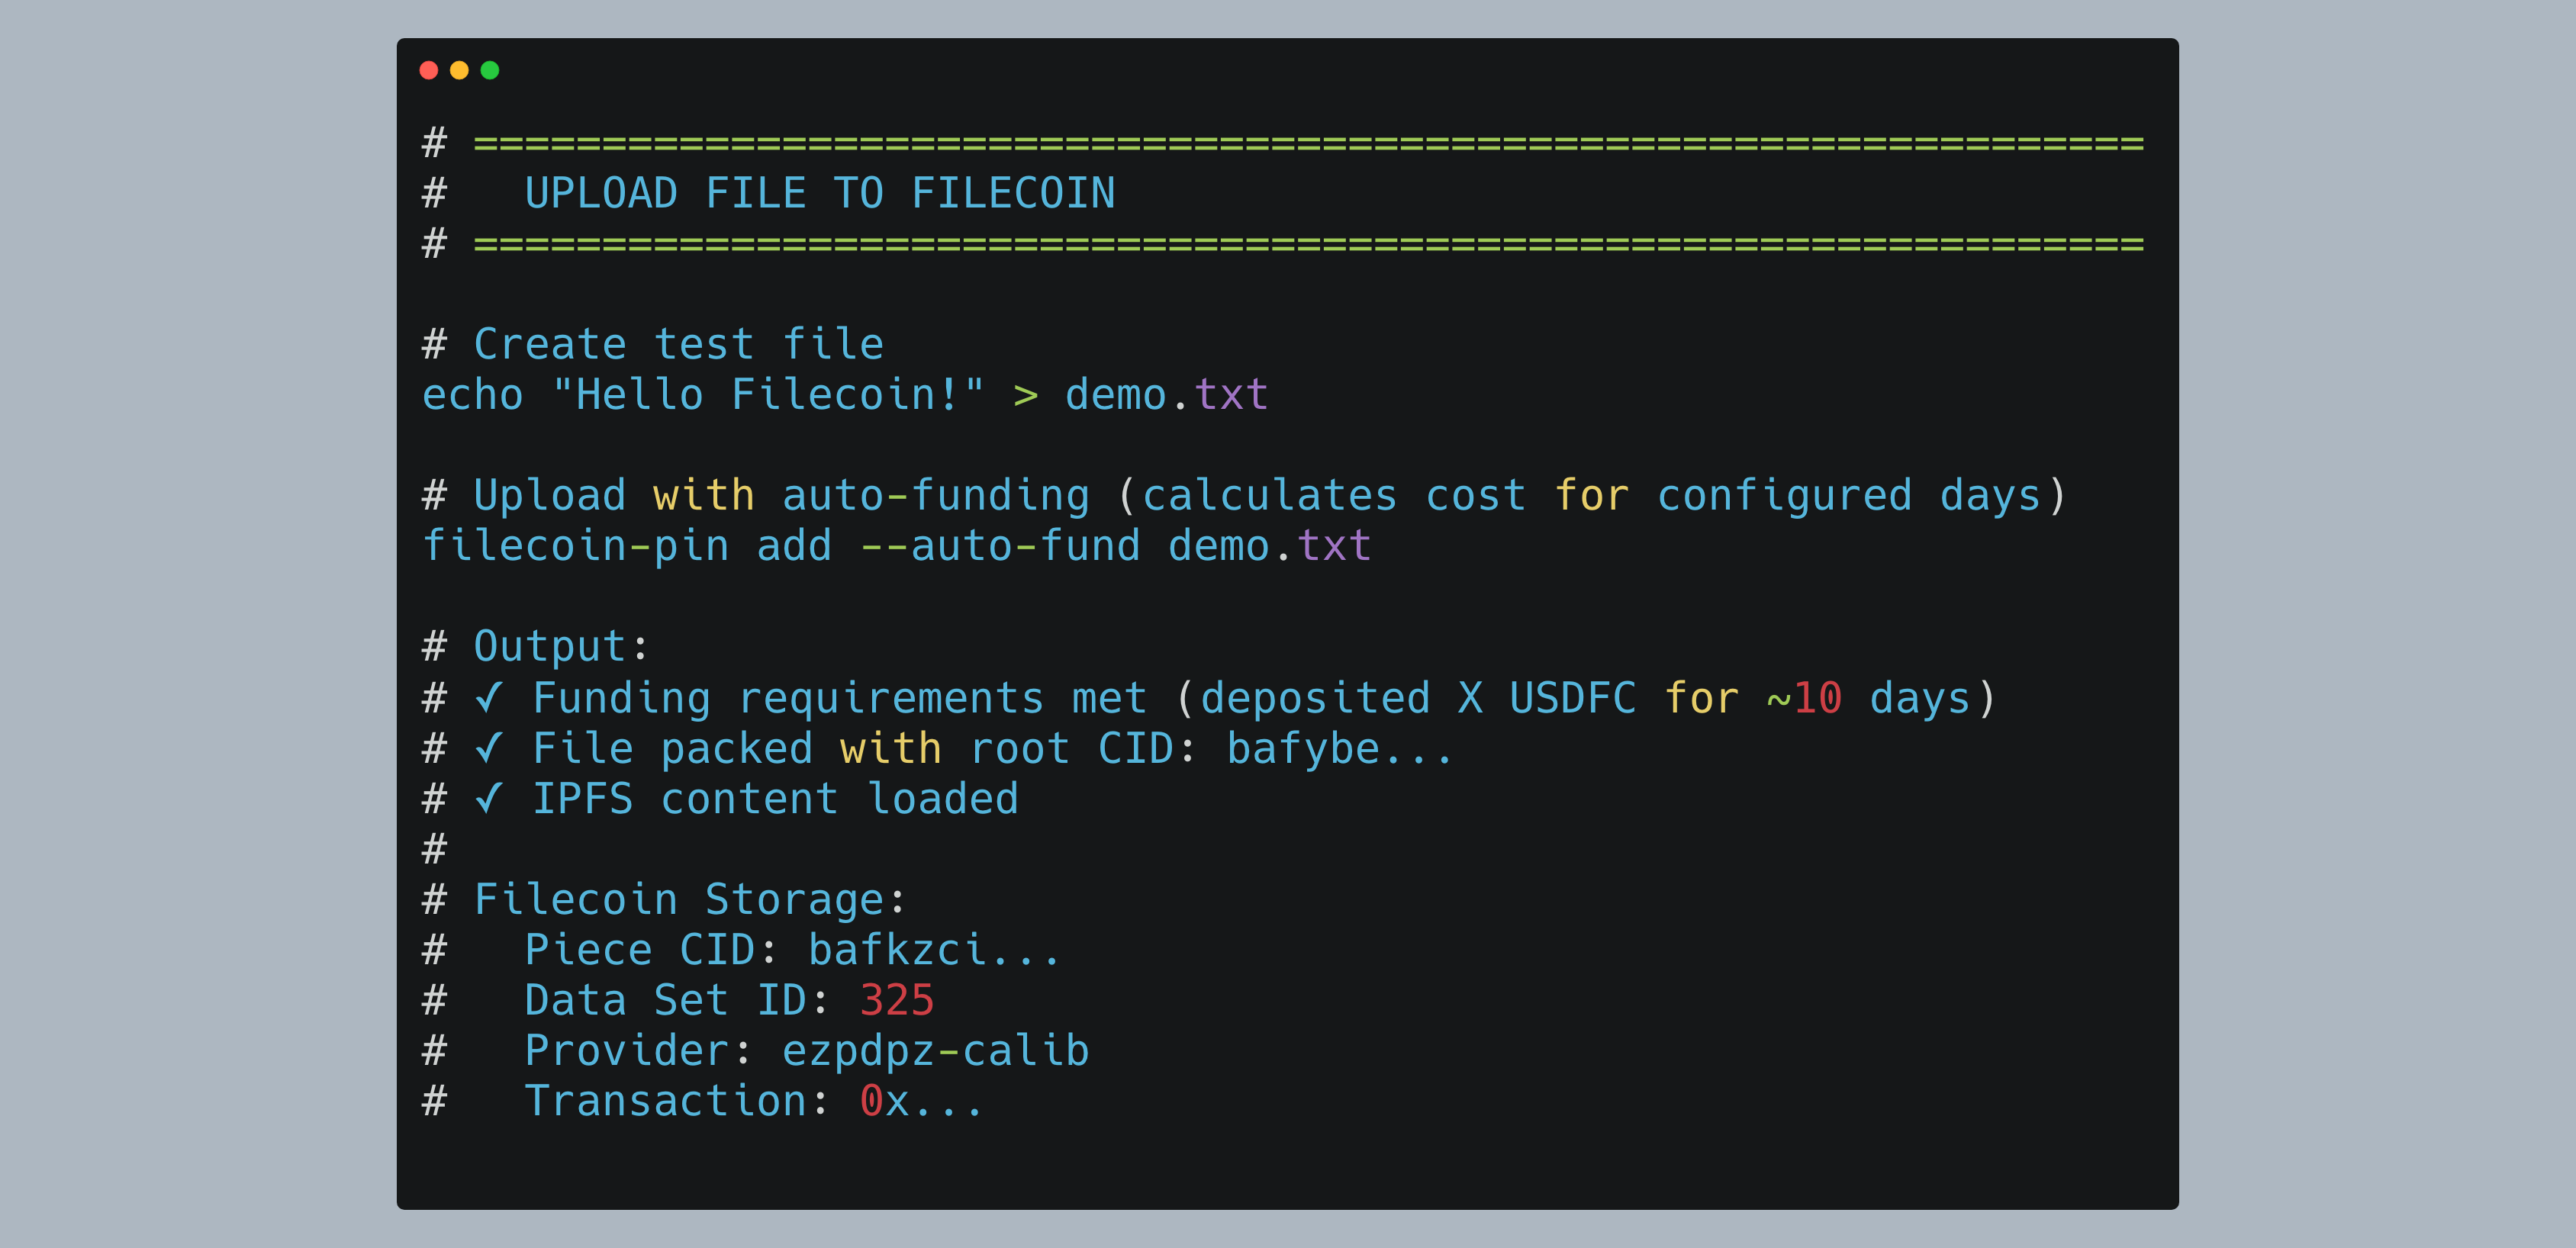 # =================================================================
#   UPLOAD FILE TO FILECOIN
# =================================================================
# Create test file
echo "Hello Filecoin!" > demo.txt
# Upload with auto-funding (calculates cost for configured days)
filecoin-pin add --auto-fund demo.txt
# Output:
# ✓ Funding requirements met (deposited X USDFC for ~10 days)
# ✓ File packed with root CID: bafybe...
# ✓ IPFS content loaded
#
# Filecoin Storage:
#   Piece CID: bafkzci...
#   Data Set ID: 325
#   Provider: ezpdpz-calib
#   Transaction: 0x...